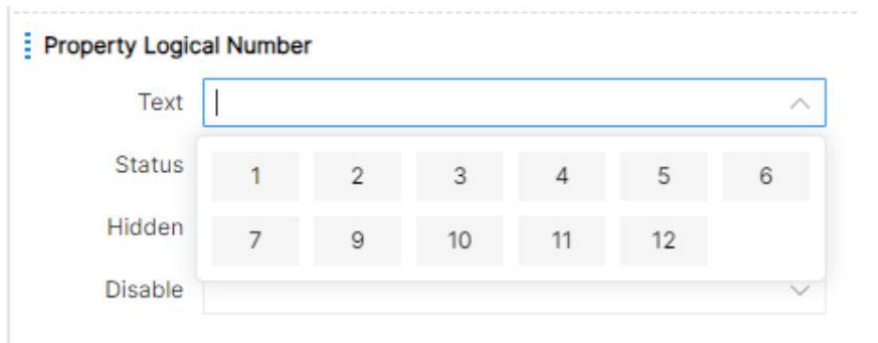 Property Logical Number
Text
Status
1 2 3 4 5 6
Hidden
7 9 10 11 12
Disable